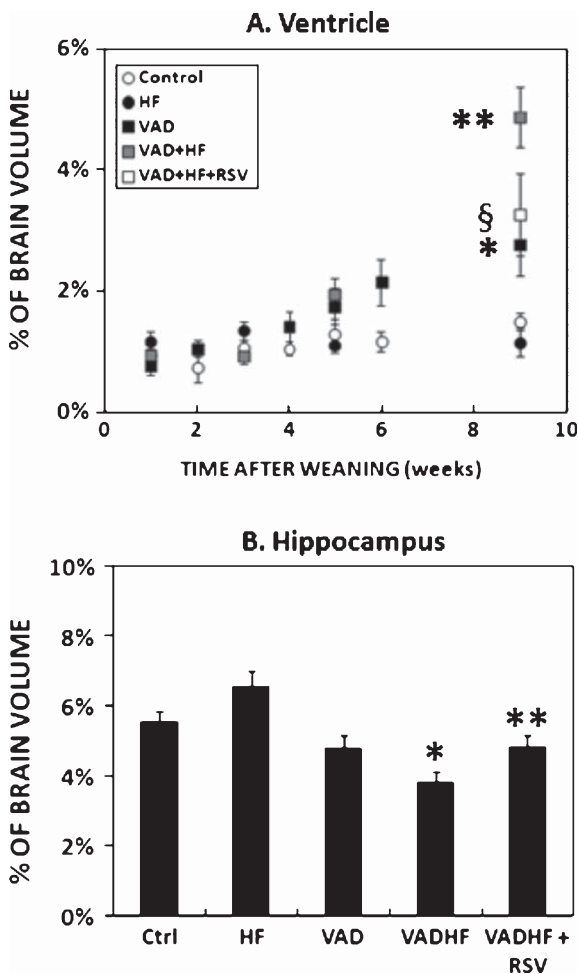 A. Ventricle
% OF BRAIN VOLUME
6%
4%
2%
0%
Control
HF
VAD
VAD+HF
VAD+HF+RSV
**
§
*
0 2 4 6 8 10
TIME AFTER WEANING (weeks)
B. Hippocampus
% OF BRAIN VOLUME
10%
8%
6%
4%
2%
0%
*
**
Ctrl HF VAD VADHF VADHF +
RSV